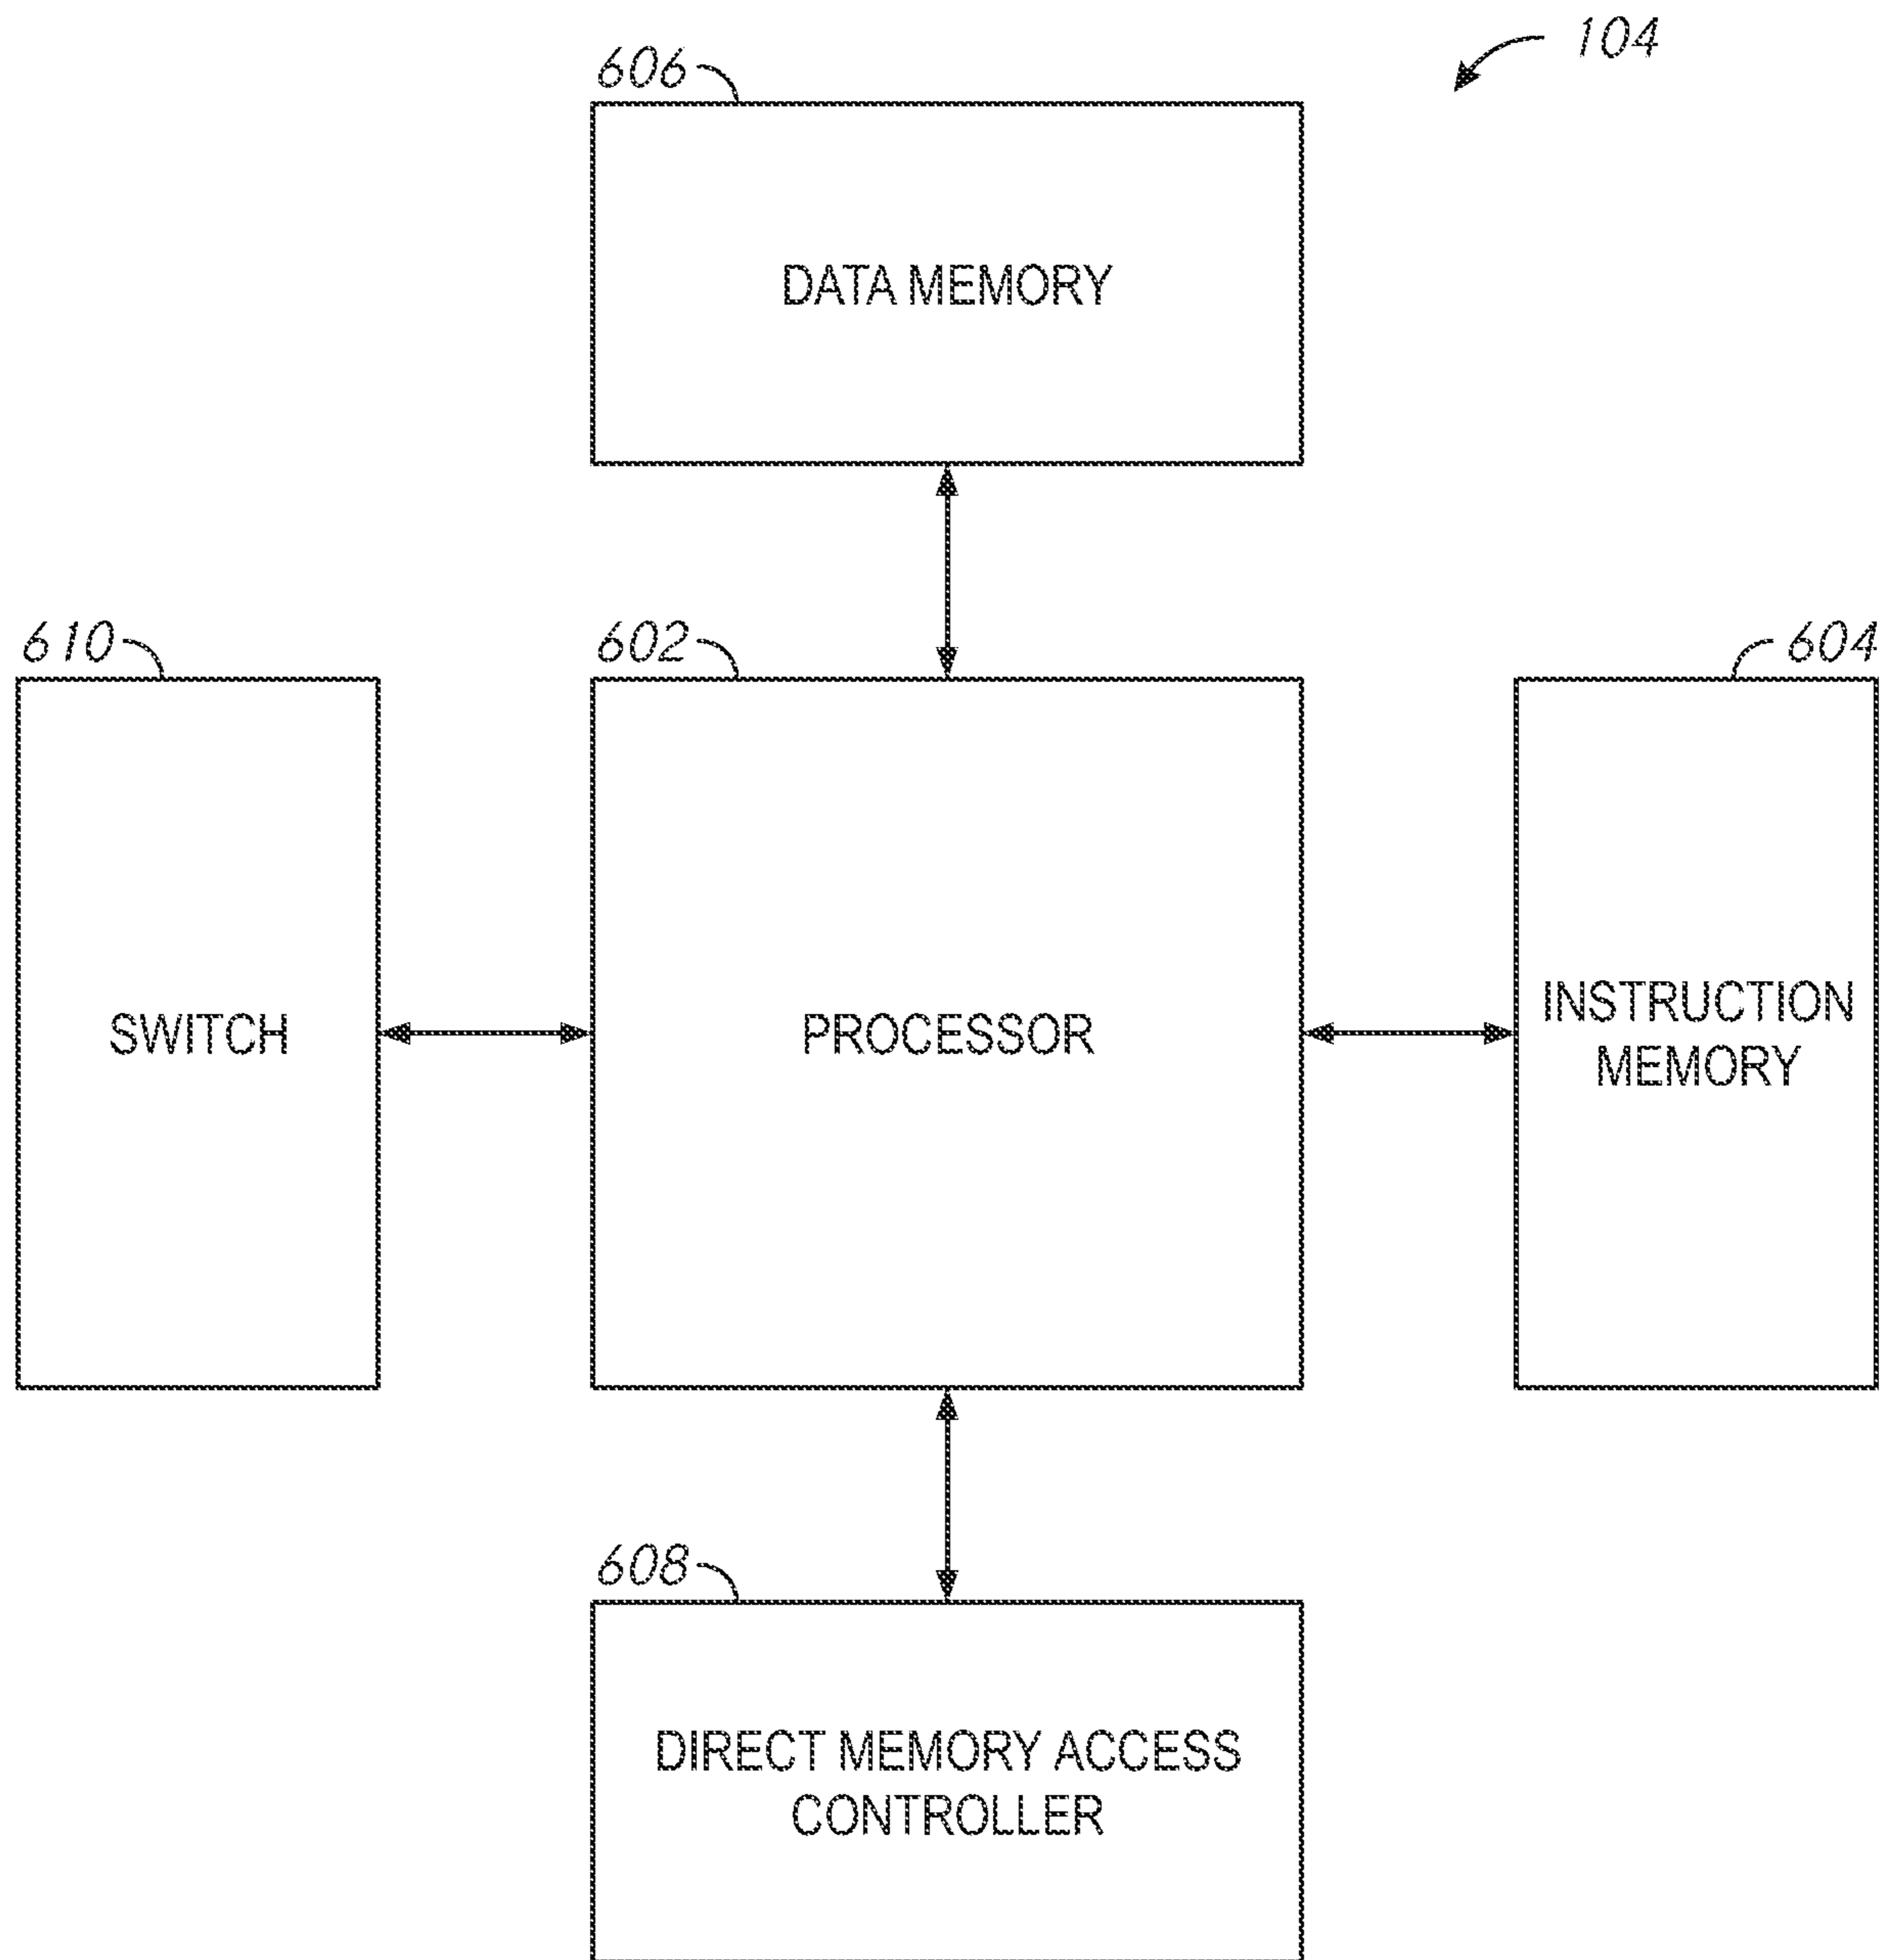 104
606
DATA MEMORY
610
602
604
SWITCH
PROCESSOR
INSTRUCTION
MEMORY
608
DIRECT MEMORY ACCESS
CONTROLLER